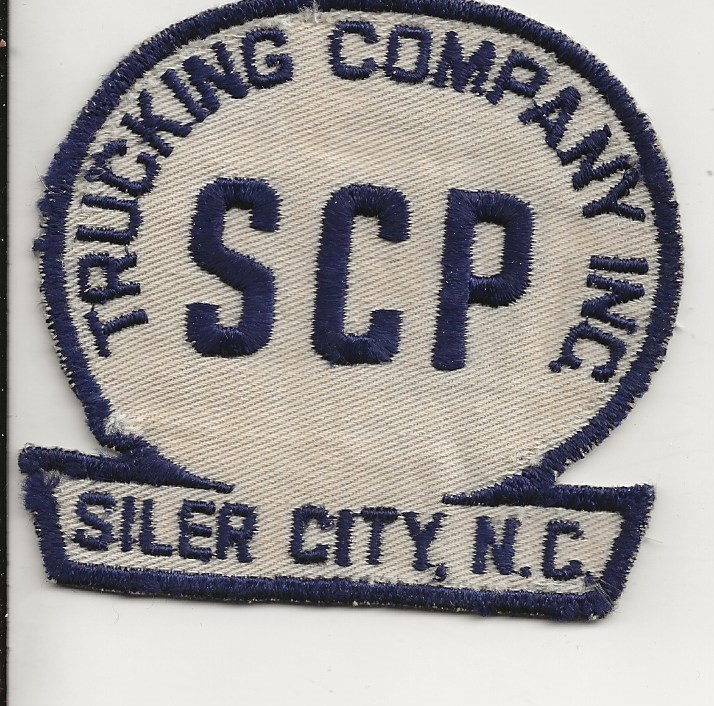 TRUCKING COMPANY INC.
SCP
SILER CITY, N.C.